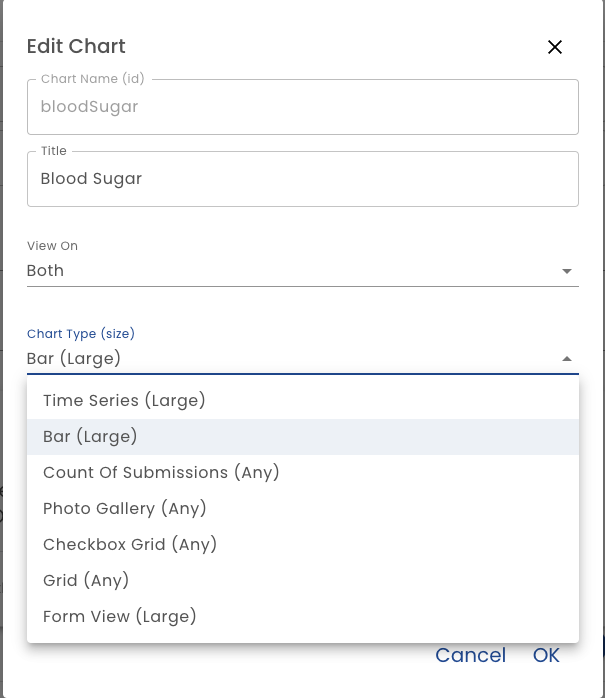 Edit Chart
Chart Name (id)
bloodSugar
Title
Blood Sugar
View On
Both
Chart Type (size)
Bar (Large)
Time Series (Large)
Bar (Large)
Count Of Submissions (Any)
Photo Gallery (Any)
Checkbox Grid (Any)
Grid (Any)
Form View (Large)
Cancel OK